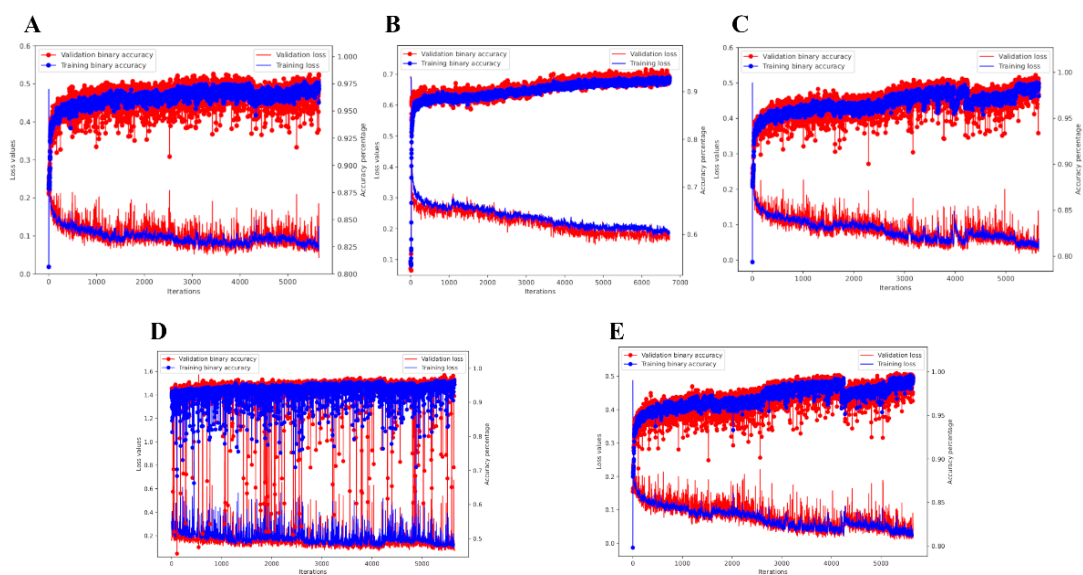 A
Validation binary accuracy
Training binary accuracy
Validation loss
Training loss
0.6
0.5
0.4
0.3
0.2
0.1
0.0
1.000
0.975
0.950
0.925
0.900
0.875
0.850
0.825
0.800
Loss values
Accuracy percentage
0 1000 2000 3000 4000 5000
Iterations
B
Validation binary accuracy
Training binary accuracy
Validation loss
Training loss
0.7
0.6
0.5
0.4
0.3
0.2
0.1
0.9
0.8
0.7
0.6
Loss values
Accuracy percentage
0 1000 2000 3000 4000 5000 6000 7000
Iterations
C
Validation binary accuracy
Training binary accuracy
Validation loss
Training loss
0.6
0.5
0.4
0.3
0.2
0.1
0.0
1.00
0.95
0.90
0.85
0.80
Loss values
Accuracy percentage
0 1000 2000 3000 4000 5000
Iterations
D
Validation binary accuracy
Training binary accuracy
Validation loss
Training loss
1.6
1.4
1.2
1.0
0.8
0.6
0.4
0.2
1.0
0.9
0.8
0.7
0.6
0.5
Loss values
Accuracy percentage
0 1000 2000 3000 4000 5000
Iterations
E
Validation binary accuracy
Training binary accuracy
Validation loss
Training loss
0.5
0.4
0.3
0.2
0.1
0.0
1.00
0.95
0.90
0.85
0.80
Loss values
Accuracy percentage
0 1000 2000 3000 4000 5000
Iterations